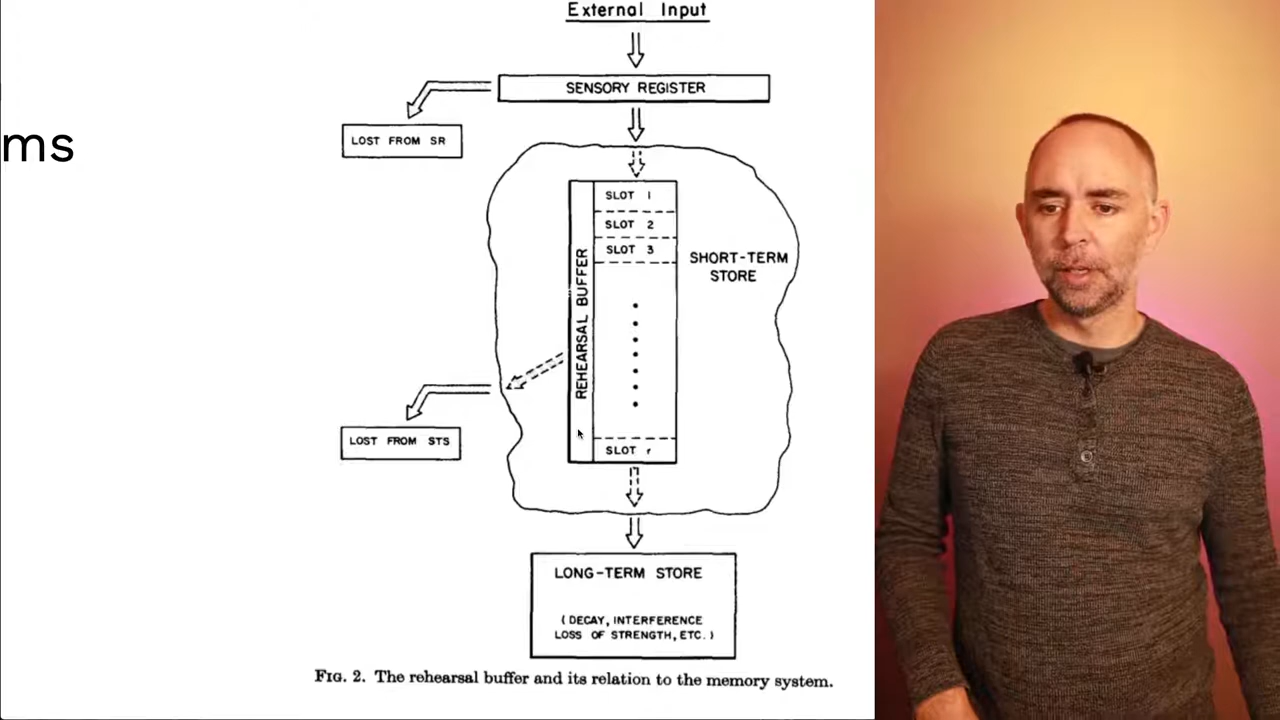 External Input
SENSORY REGISTER
LOST FROM SR
ms
SLOT 1
SLOT 2
SLOT 3
REHEARSAL BUFFER
SHORT-TERM
STORE
LOST FROM STS
SLOT r
LONG-TERM STORE
( DECAY, INTERFERENCE
LOSS OF STRENGTH, ETC. )
FIG. 2. The rehearsal buffer and its relation to the memory system.